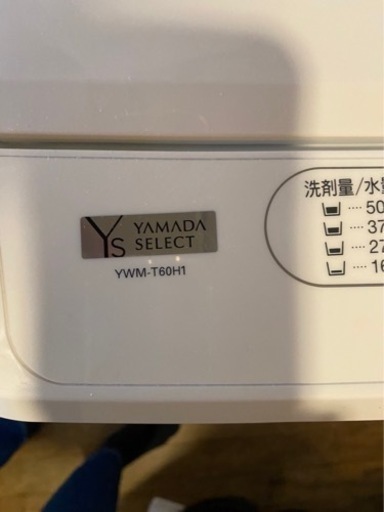 YS YAMADA
SELECT
YWM-T60H1
洗剤量/水
···· 50
···· 37
···· 27
···· 16